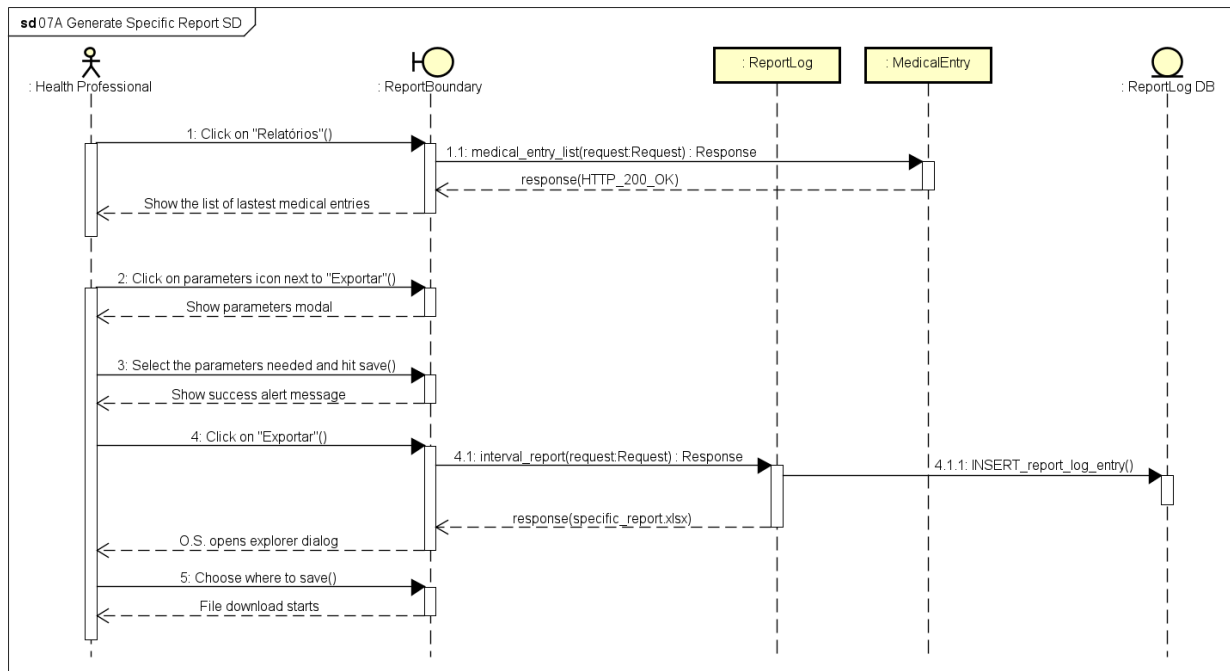 sd 07A Generate Specific Report SD
: Health Professional
: ReportBoundary
: ReportLog
: MedicalEntry
: ReportLog DB
1: Click on "Relatórios"()
1.1: medical_entry_list(request:Request) : Response
response(HTTP_200_OK)
Show the list of lastest medical entries
2: Click on parameters icon next to "Exportar"()
Show parameters modal
3: Select the parameters needed and hit save()
Show success alert message
4: Click on "Exportar"()
4.1: interval_report(request:Request) : Response
4.1.1: INSERT_report_log_entry()
response(specific_report.xlsx)
O.S. opens explorer dialog
5: Choose where to save()
File download starts